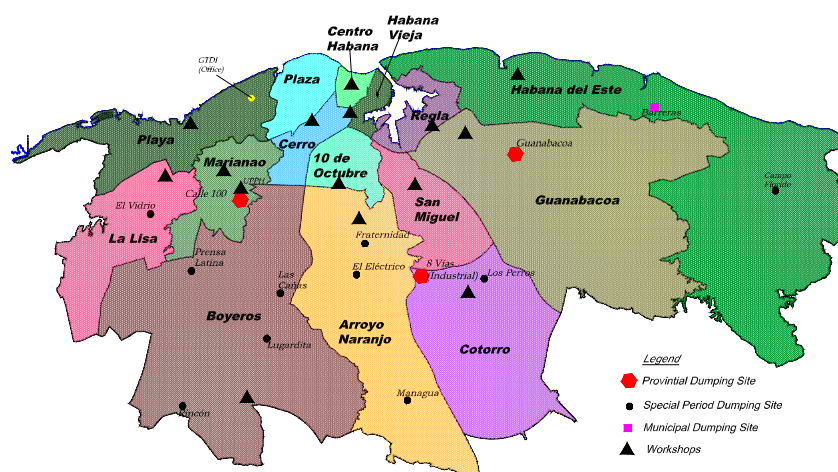 Habana
Vieja
Centro
Habana
GTDI
(Office)
Plaza
Habana del Este
Barreras
Regla
Playa
Cerro
Guanabacoa
10 de
Octubre
Marianao
UPPH
Calle 100
Campo
Florido
El Vidrio
San
Miguel
Guanabacoa
La Lisa
Fraternidad
Prensa
Latina
8 Vías
(Industrial)
El Eléctrico
Los Perros
Las
Cañas
Boyeros
Arroyo
Naranjo
Lugardita
Cotorro
Managua
Rincón
Legend
Provintial Dumping Site
Special Period Dumping Site
Municipal Dumping Site
Workshops